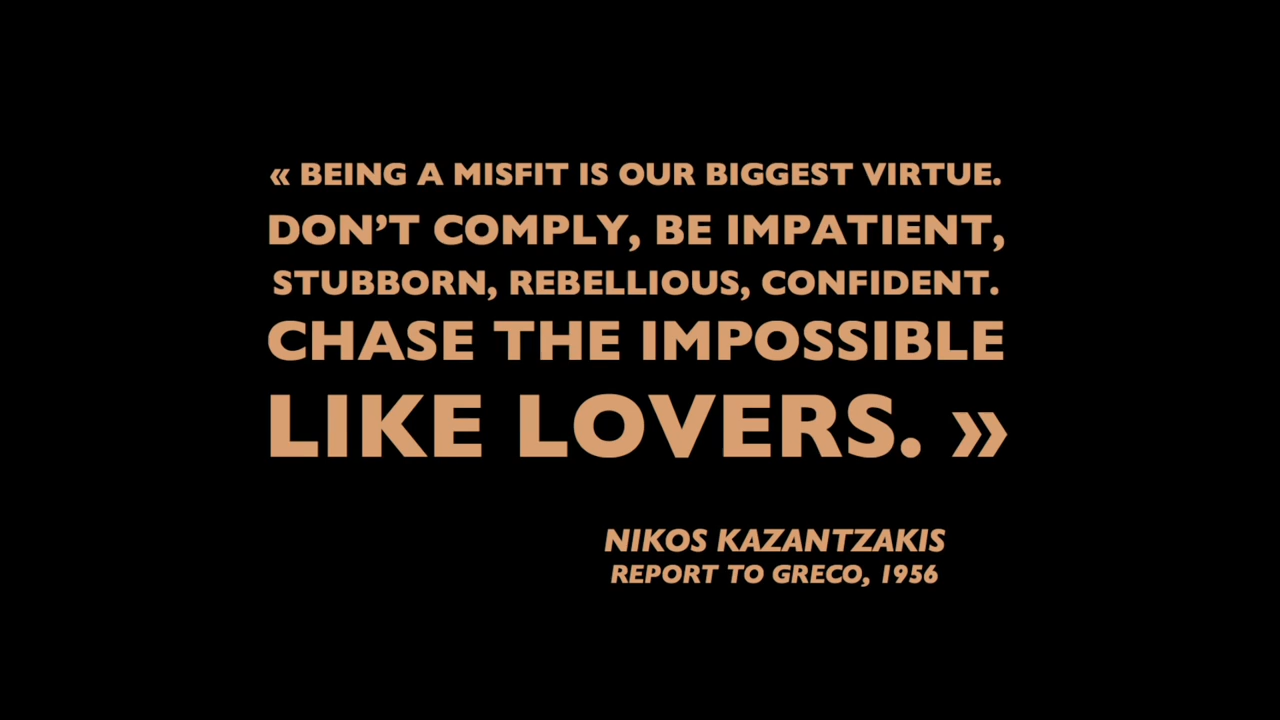 « BEING A MISFIT IS OUR BIGGEST VIRTUE.
DON’T COMPLY, BE IMPATIENT,
STUBBORN, REBELLIOUS, CONFIDENT.
CHASE THE IMPOSSIBLE
LIKE LOVERS. »
NIKOS KAZANTZAKIS
REPORT TO GRECO, 1956